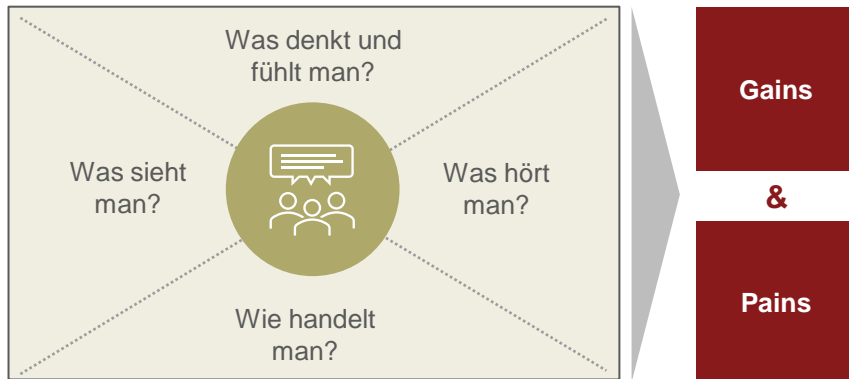 Was denkt und
fühlt man?
Was sieht
man?
Was hört
man?
Wie handelt
man?
Gains
&
Pains